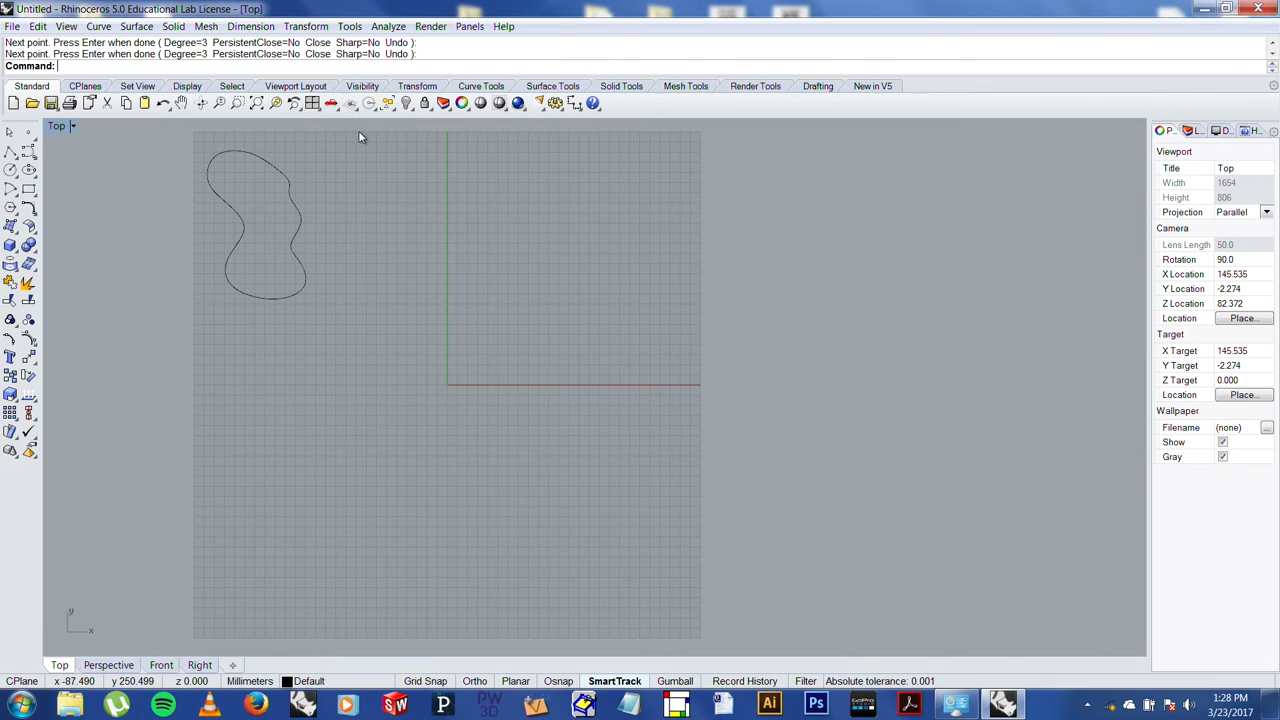 Untitled - Rhinoceros 5.0 Educational Lab License - [Top]
File Edit View Curve Surface Solid Mesh Dimension Transform Tools Analyze Render Panels Help
Next point. Press Enter when done ( Degree=3 PersistentClose=No Close Sharp=No Undo ):
Next point. Press Enter when done ( Degree=3 PersistentClose=No Close Sharp=No Undo ):
Command:
Standard CPlanes Set View Display Select Viewport Layout Visibility Transform Curve Tools Surface Tools Solid Tools Mesh Tools Render Tools Drafting New in V5
Top
P... L... D... H...
Viewport
Title Top
Width 1654
Height 806
Projection Parallel
Camera
Lens Length 50.0
Rotation 90.0
X Location 145.535
Y Location -2.274
Z Location 82.372
Location Place...
Target
X Target 145.535
Y Target -2.274
Z Target 0.000
Location Place...
Wallpaper
Filename (none) ...
Show
Gray
y
x
Top Perspective Front Right
CPlane x -87.490 y 250.499 z 0.000 Millimeters Default Grid Snap Ortho Planar Osnap SmartTrack Gumball Record History Filter Absolute tolerance: 0.001
SW P PW 3D Ai Ps
1:28 PM
3/23/2017